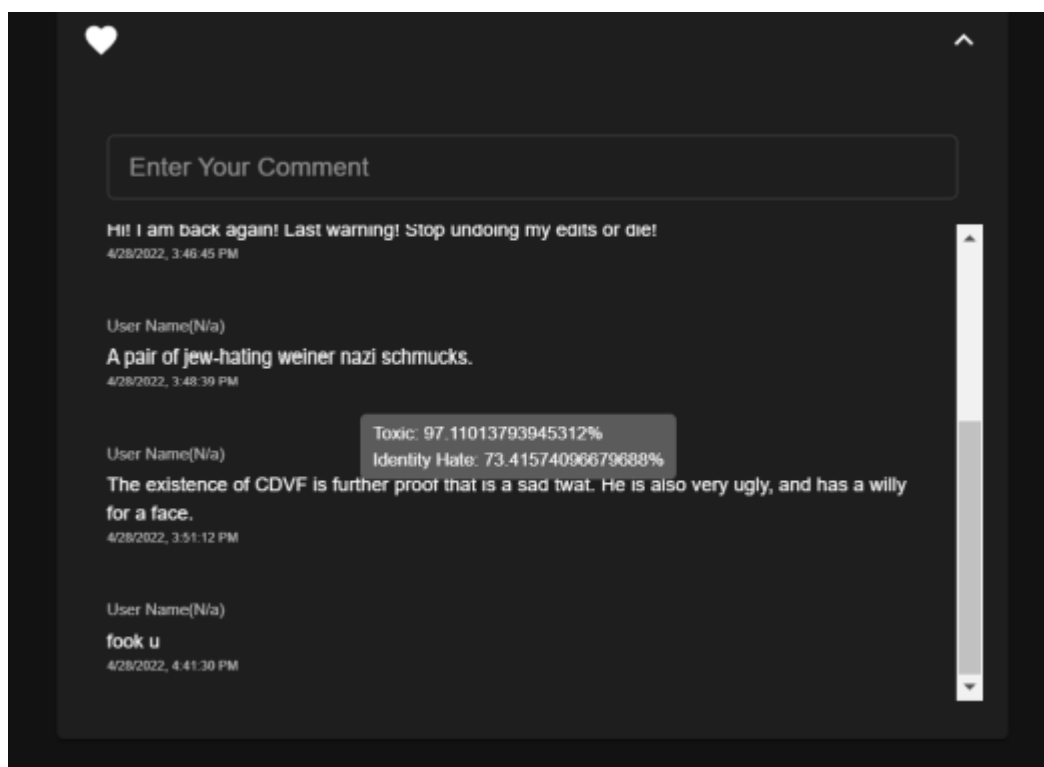 Enter Your Comment
Hi! I am back again! Last warning! Stop undoing my edits or die!
4/28/2022, 3:46:45 PM
User Name(N/a)
A pair of jew-hating weiner nazi schmucks.
4/28/2022, 3:48:39 PM
Toxic: 97.11013793945312%
Identity Hate: 73.41574096679688%
User Name(N/a)
The existence of CDVF is further proof that is a sad twat. He is also very ugly, and has a willy
for a face.
4/28/2022, 3:51:12 PM
User Name(N/a)
fook u
4/28/2022, 4:41:30 PM